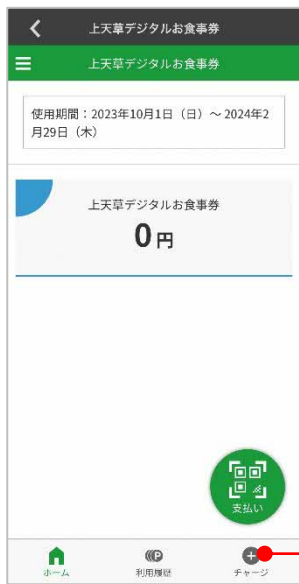 上天草デジタルお食事券
上天草デジタルお食事券
使用期間：2023年10月1日（日）～2024年2
月29日（木）
上天草デジタルお食事券
0円
支払い
ホーム
利用履歴
チャージ